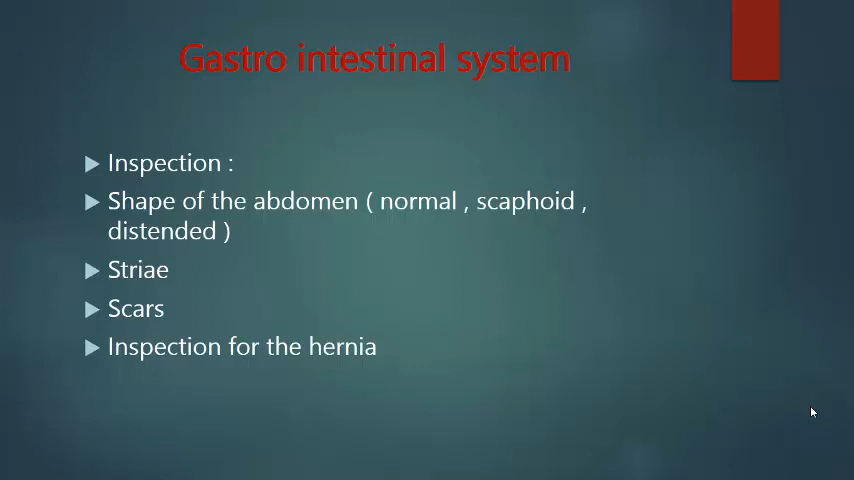 Gastro intestinal system
Inspection :
Shape of the abdomen ( normal , scaphoid ,
distended )
Striae
Scars
Inspection for the hernia